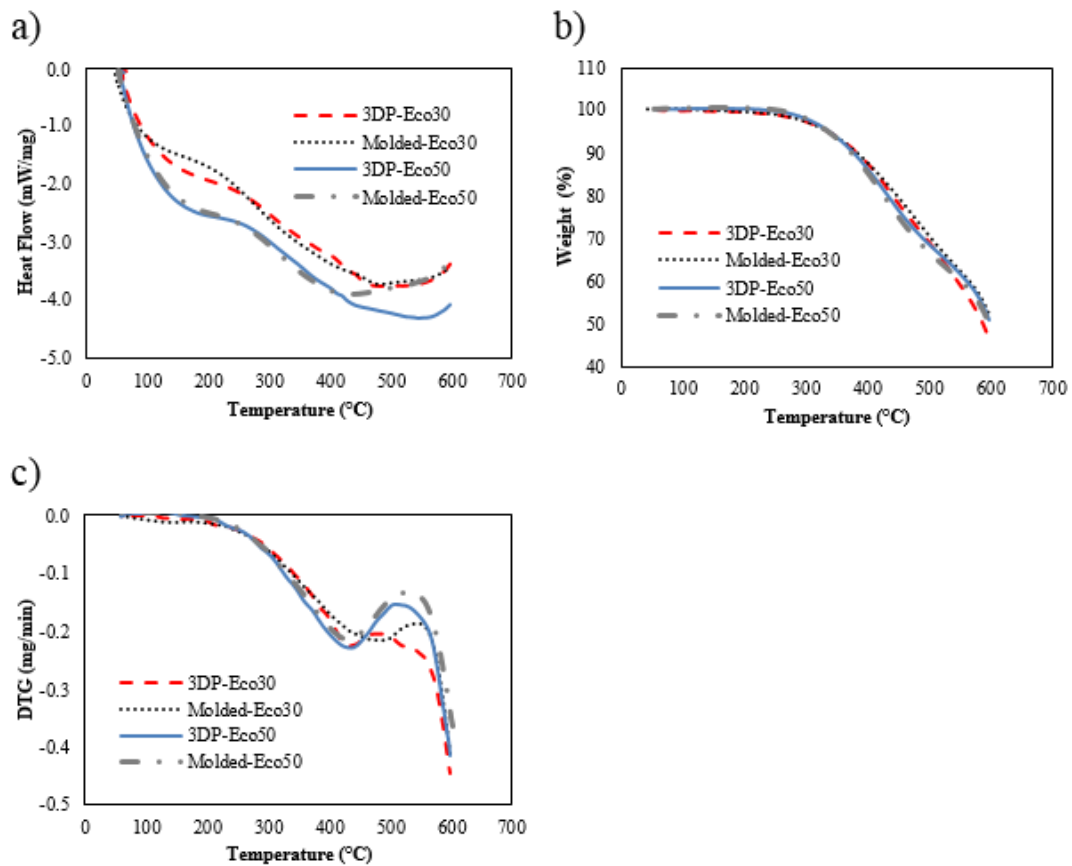 a)
0.0
-1.0
-2.0
-3.0
-4.0
-5.0
Heat Flow (mW/mg)
3DP-Eco30
Molded-Eco30
3DP-Eco50
Molded-Eco50
0 100 200 300 400 500 600 700
Temperature (°C)
b)
110
100
90
80
70
60
50
40
Weight (%)
3DP-Eco30
Molded-Eco30
3DP-Eco50
Molded-Eco50
0 100 200 300 400 500 600 700
Temperature (°C)
c)
0.0
-0.1
-0.2
-0.3
-0.4
-0.5
DTG (mg/min)
3DP-Eco30
Molded-Eco30
3DP-Eco50
Molded-Eco50
0 100 200 300 400 500 600 700
Temperature (°C)